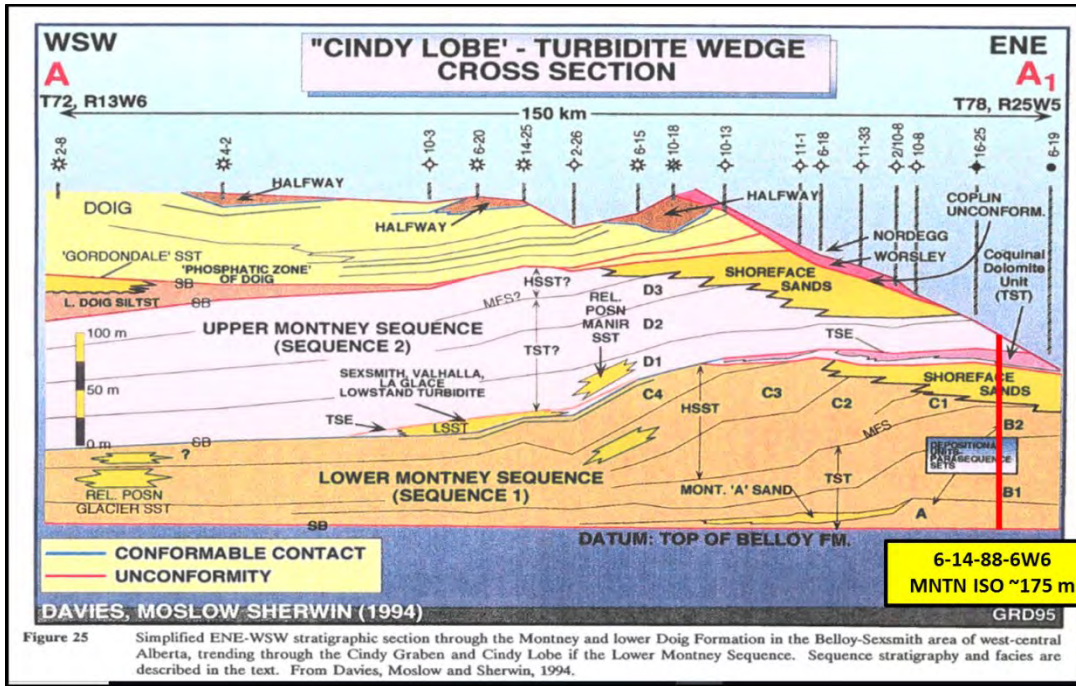 WSW
A
T72, R13W6
"CINDY LOBE' - TURBIDITE WEDGE
CROSS SECTION
ENE
A1
T78, R25W5
150 km
2-8
4-2
10-3
6-20
14-25
2-26
6-15
10-18
10-13
11-1
6-18
11-33
2/10-8
10-8
16-25
6-19
HALFWAY
HALFWAY
HALFWAY
DOIG
COPLIN
UNCONFORM.
NORDEGG
WORSLEY
Coquinal
Dolomite
Unit
(TST)
'GORDONDALE' SST
'PHOSPHATIC ZONE'
OF DOIG
SB
L. DOIG SILTST
SB
HSST?
MFS?
REL.
POSN
MANIR
SST
D3
D2
D1
SHOREFACE
SANDS
TSE
UPPER MONTNEY SEQUENCE
(SEQUENCE 2)
TST?
100 m
50 m
0 m
SEXSMITH, VALHALLA,
LA GLACE
LOWSTAND TURBIDITE
TSE
LSST
SB
?
C4
HSST
C3
C2
C1
SHOREFACE
SANDS
MFS
B2
DEPOSITIONAL
UNITS-
PARASEQUENCE
SETS
TST
B1
LOWER MONTNEY SEQUENCE
(SEQUENCE 1)
REL. POSN
GLACIER SST
MONT. 'A' SAND
A
SB
DATUM: TOP OF BELLOY FM.
CONFORMABLE CONTACT
UNCONFORMITY
6-14-88-6W6
MNTN ISO ~175 m
DAVIES, MOSLOW SHERWIN (1994)
GRD95
Figure 25 Simplified ENE-WSW stratigraphic section through the Montney and lower Doig Formation in the Belloy-Sexsmith area of west-central
Alberta, trending through the Cindy Graben and Cindy Lobe if the Lower Montney Sequence. Sequence stratigraphy and facies are
described in the text. From Davies, Moslow and Sherwin, 1994.